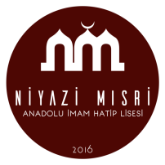 NİYAZİ MISRİ
ANADOLU İMAM HATİP LİSESİ
2016